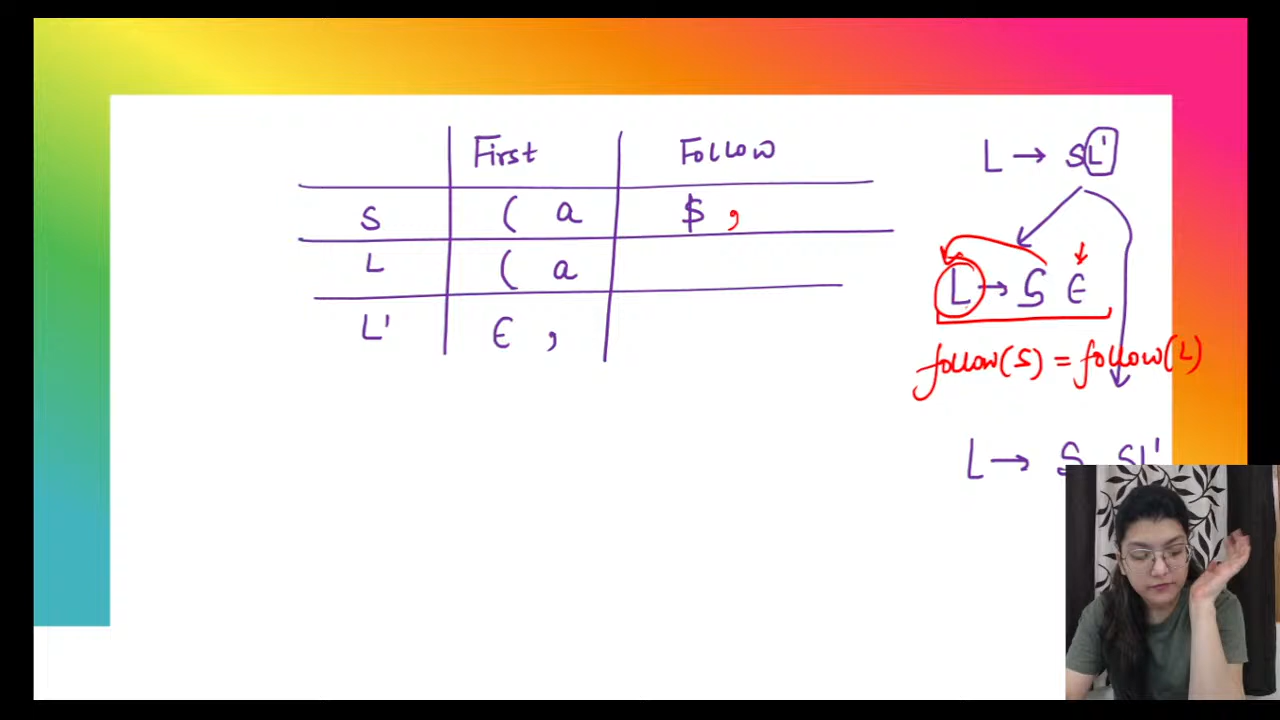 First Follow
S ( a $ ,
L ( a
L' ϵ ,
L → SL'
L → S ϵ
follow(S) = follow(L)
L → S SL'